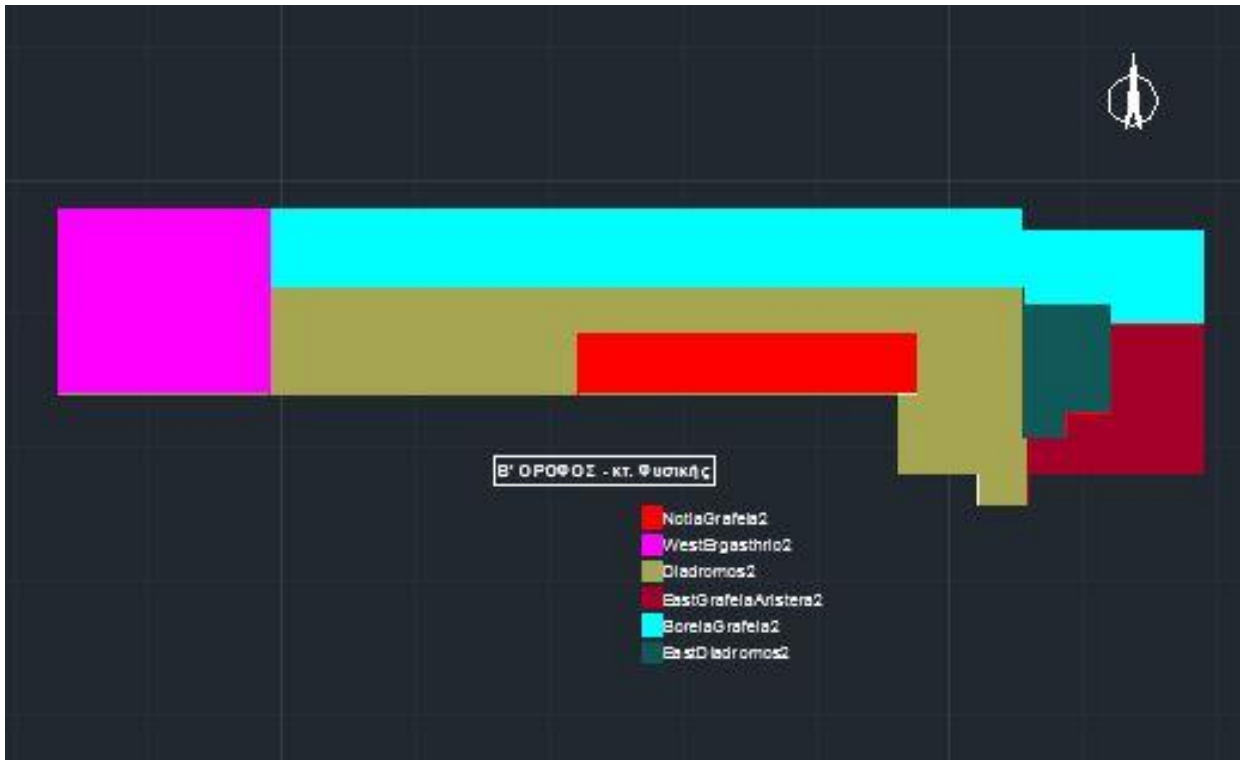 Β' ΟΡΟΦΟΣ - κτ. Φυσικής
NotiaGrafeia2
WestErgasthrio2
Diadromos2
EastGrafeiaAristera2
BoreiaGrafeia2
EastDiadromos2